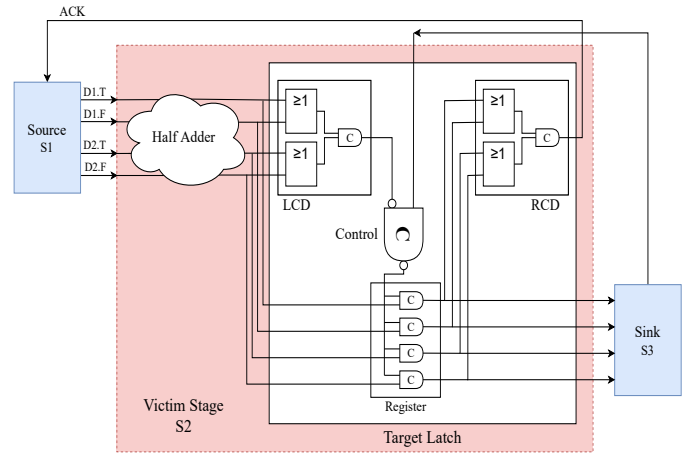 ACK
D1.T
D1.F
D2.T
D2.F
Source
S1
Half Adder
≥1
≥1
C
LCD
≥1
≥1
C
RCD
Control
C
C
C
C
C
Register
Sink
S3
Victim Stage
S2
Target Latch